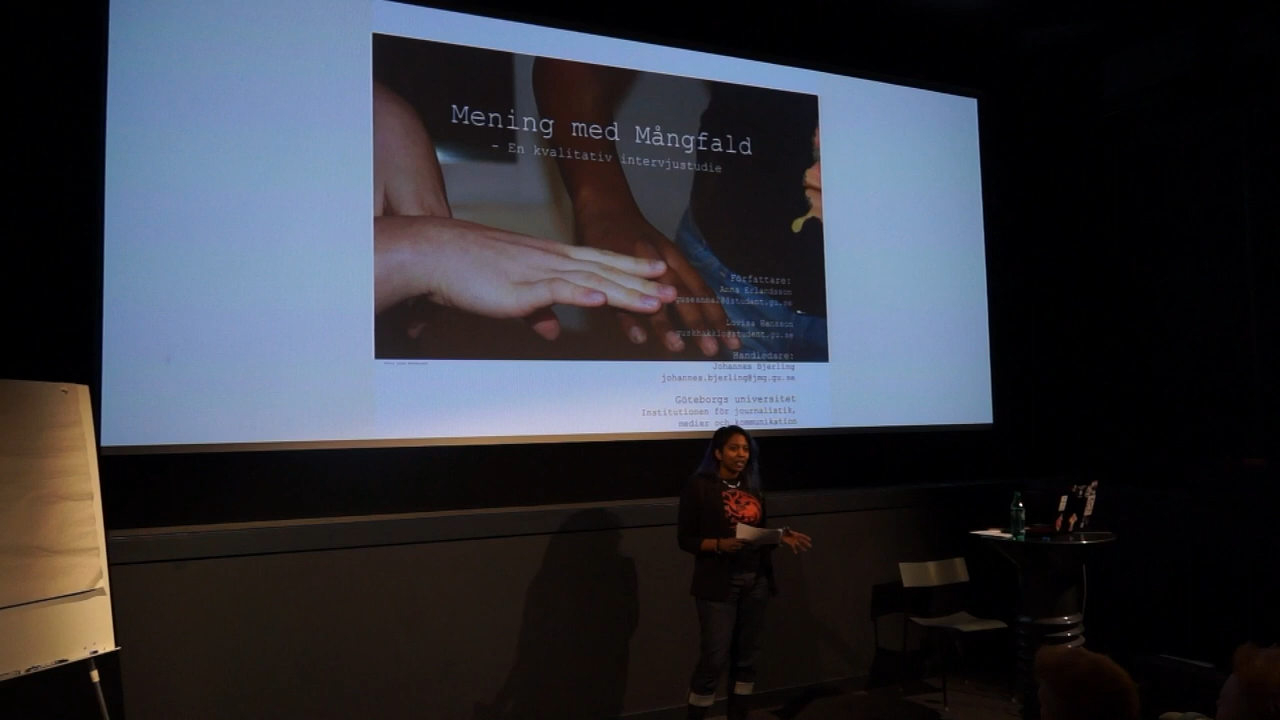 Mening med Mångfald
- En kvalitativ intervjustudie
Författare:
Anna Erlandsson
Lovisa Hansson
Handledare:
Johannes Bjerling
johannes.bjerling@jmg.gu.se
Göteborgs universitet
Institutionen för journalistik,
medier och kommunikation